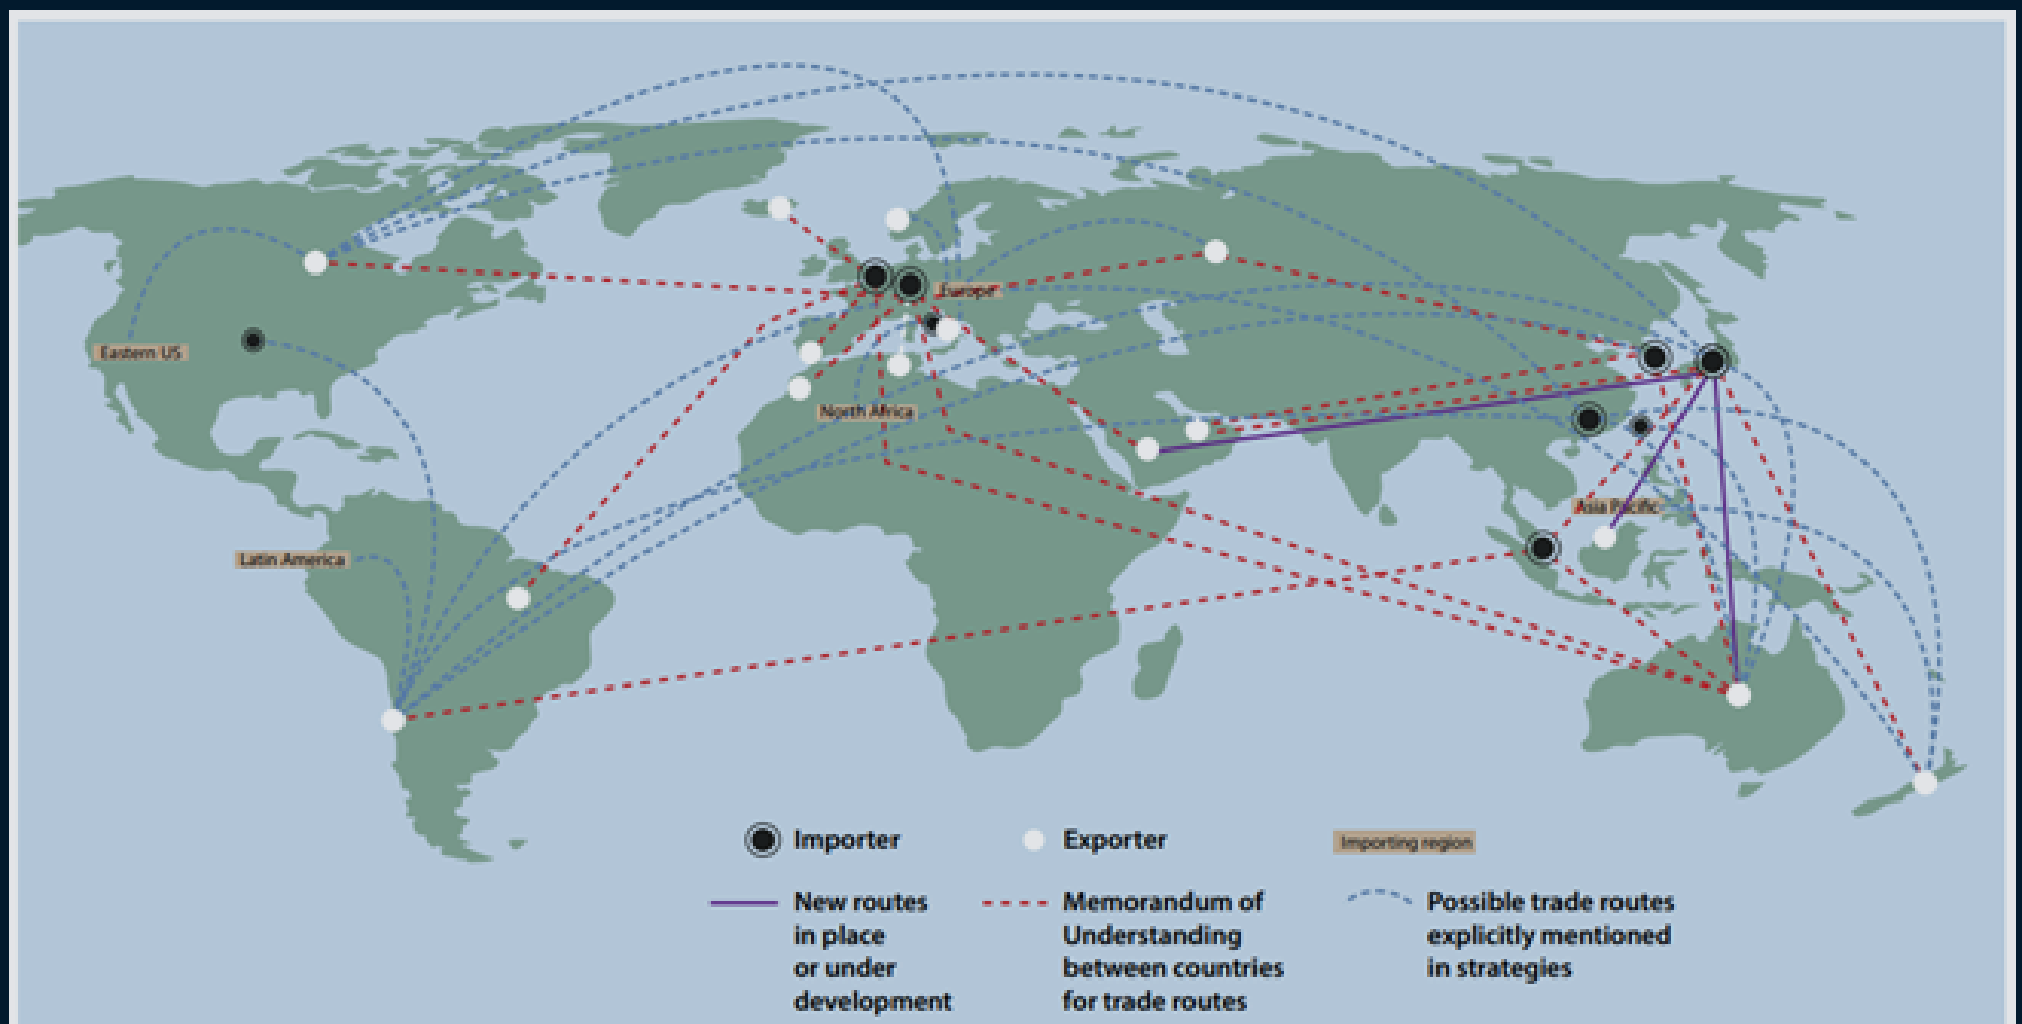 Europe
Eastern US
North Africa
Asia Pacific
Latin America
Importer
Exporter
Importing region
New routes
in place
or under
development
Memorandum of
Understanding
between countries
for trade routes
Possible trade routes
explicitly mentioned
in strategies